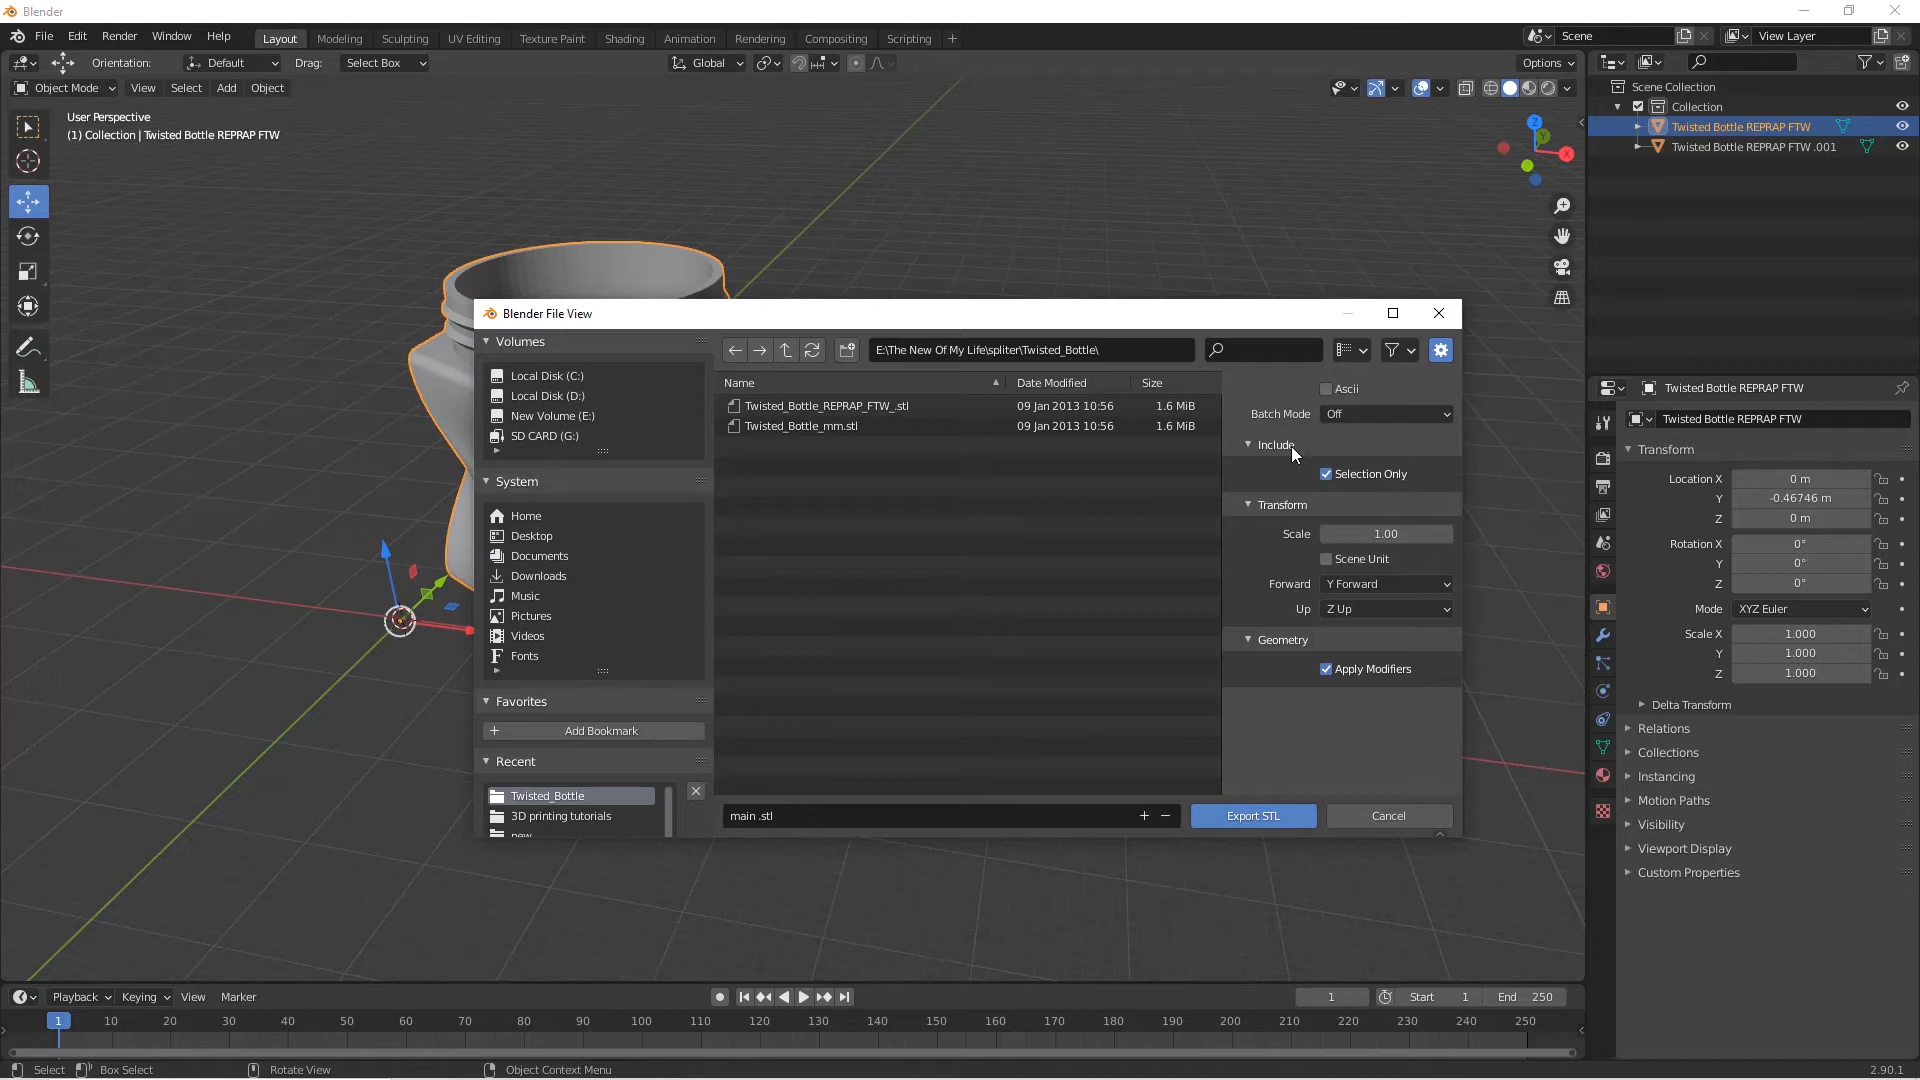 Blender
File Edit Render Window Help Layout Modeling Sculpting UV Editing Texture Paint Shading Animation Rendering Compositing Scripting + Scene View Layer
Orientation: Default Drag: Select Box Global Options
Object Mode View Select Add Object
User Perspective
(1) Collection | Twisted Bottle REPRAP FTW
Z
Y
X
Scene Collection
Collection
Twisted Bottle REPRAP FTW
Twisted Bottle REPRAP FTW .001
Blender File View
Volumes
Local Disk (C:)
Local Disk (D:)
New Volume (E:)
SD CARD (G:)
System
Home
Desktop
Documents
Downloads
Music
Pictures
Videos
Fonts
Favorites
+ Add Bookmark
Recent
Twisted_Bottle
3D printing tutorials
E:\The New Of My Life\spliter\Twisted_Bottle\
Name Date Modified Size
Twisted_Bottle_REPRAP_FTW_.stl 09 Jan 2013 10:56 1.6 MiB
Twisted_Bottle_mm.stl 09 Jan 2013 10:56 1.6 MiB
main .stl + −
Ascii
Batch Mode Off
Include
Selection Only
Transform
Scale 1.00
Scene Unit
Forward Y Forward
Up Z Up
Geometry
Apply Modifiers
Export STL Cancel
Twisted Bottle REPRAP FTW
Twisted Bottle REPRAP FTW
Transform
Location X 0 m
Y -0.46746 m
Z 0 m
Rotation X 0°
Y 0°
Z 0°
Mode XYZ Euler
Scale X 1.000
Y 1.000
Z 1.000
Delta Transform
Relations
Collections
Instancing
Motion Paths
Visibility
Viewport Display
Custom Properties
Playback Keying View Marker 1 Start 1 End 250
1 10 20 30 40 50 60 70 80 90 100 110 120 130 140 150 160 170 180 190 200 210 220 230 240 250
Select Box Select Rotate View Object Context Menu 2.90.1